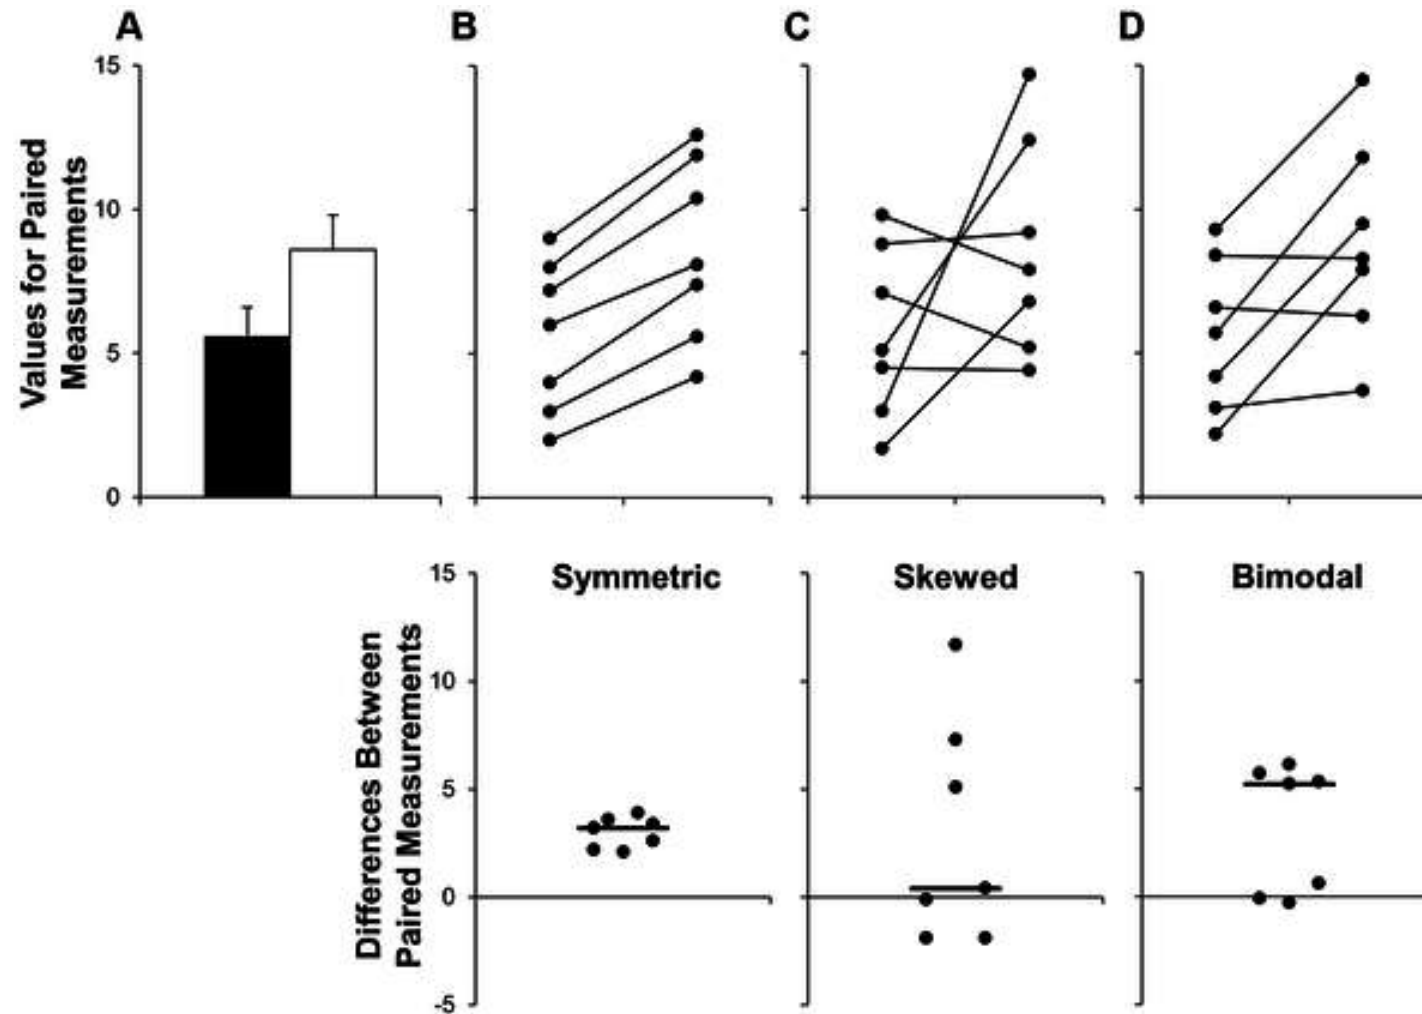 A
B
C
D
Values for Paired
Measurements
15
10
5
0
Symmetric
Skewed
Bimodal
Differences Between
Paired Measurements
15
10
5
0
-5